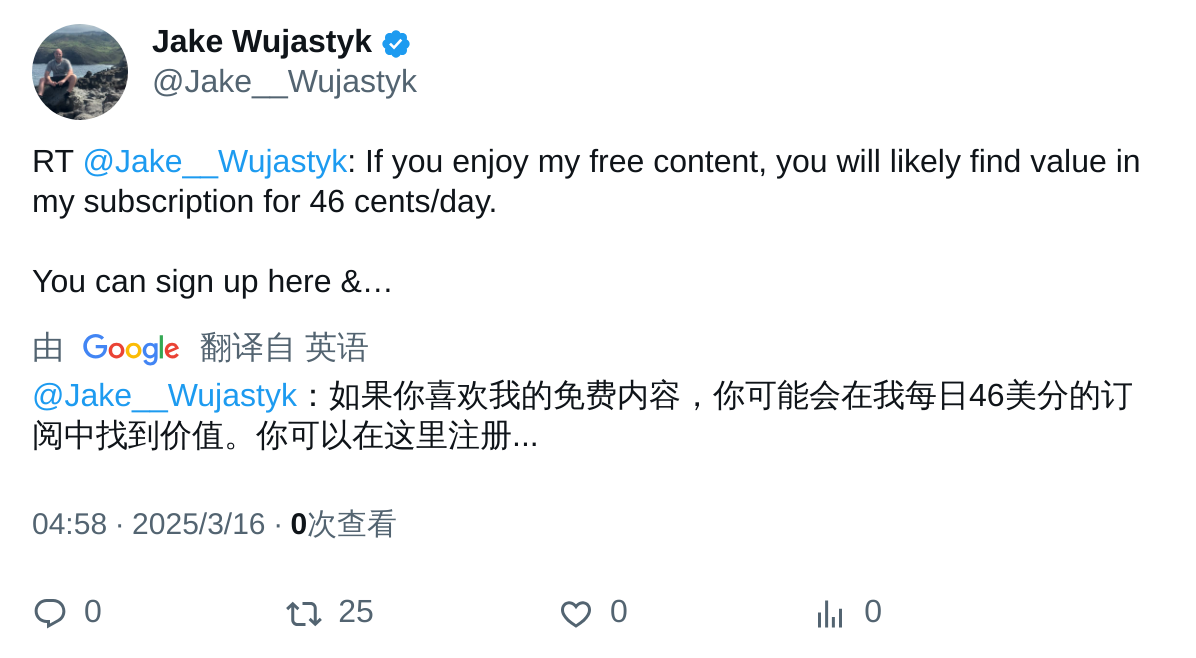 Jake Wujastyk
@Jake__Wujastyk
RT @Jake__Wujastyk: If you enjoy my free content, you will likely find value in
my subscription for 46 cents/day.
You can sign up here &…
由 Google 翻译自 英语
@Jake__Wujastyk：如果你喜欢我的免费内容，你可能会在我每日46美分的订
阅中找到价值。你可以在这里注册...
04:58 · 2025/3/16 · 0次查看
0 25 0 0